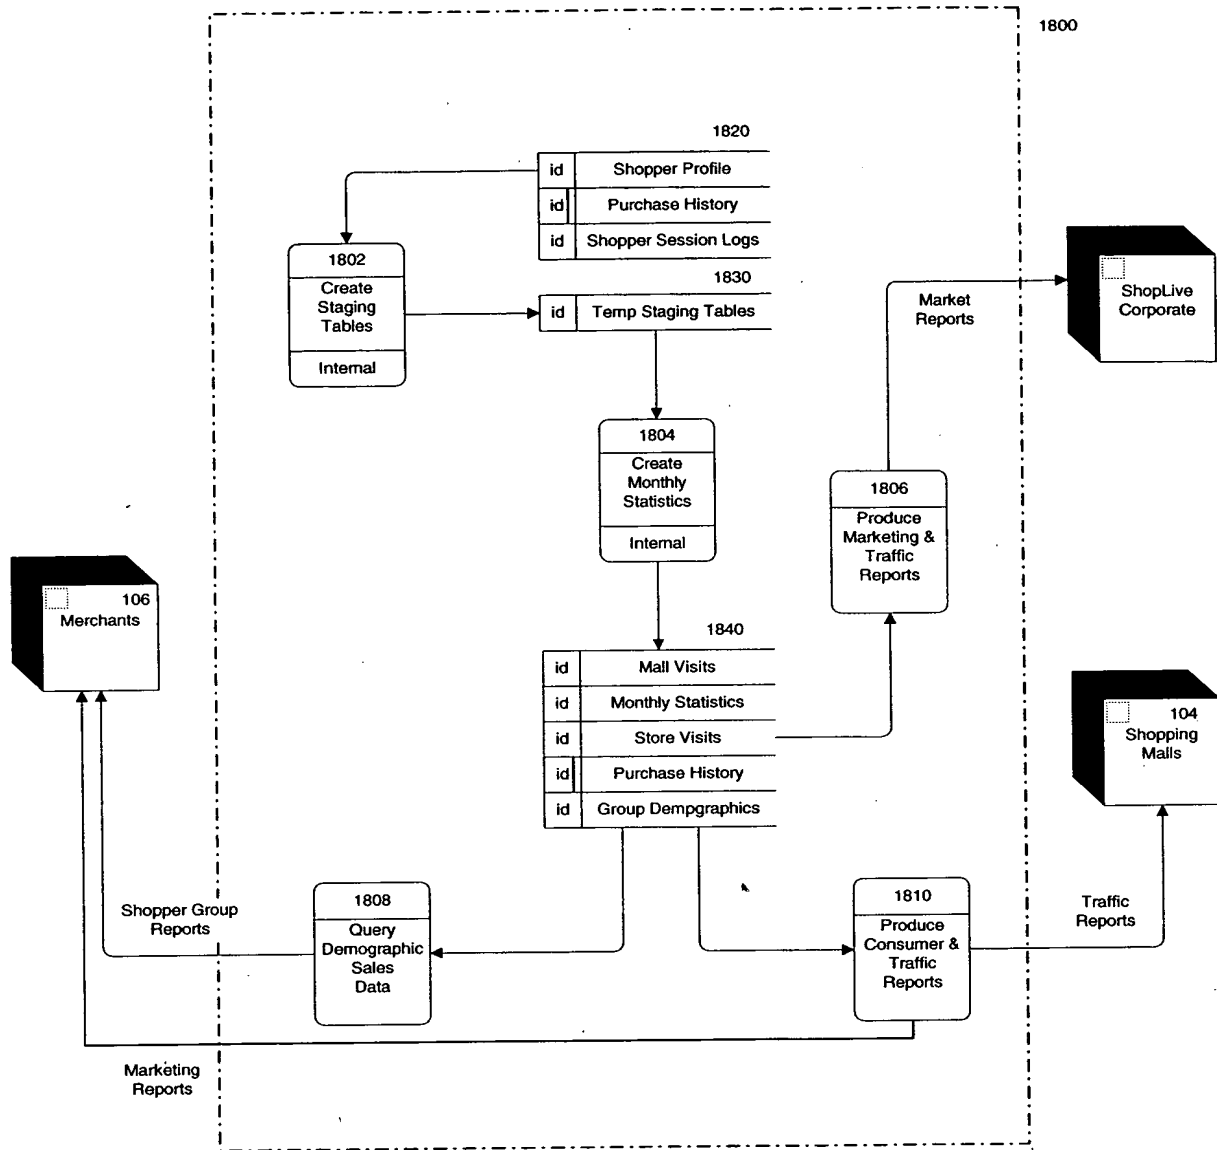 1800
1820
id Shopper Profile
id Purchase History
id Shopper Session Logs
1802
Create
Staging
Tables
Internal
1830
id Temp Staging Tables
Market
Reports
ShopLive
Corporate
1804
Create
Monthly
Statistics
Internal
1806
Produce
Marketing &
Traffic
Reports
106
Merchants
1840
id Mall Visits
id Monthly Statistics
id Store Visits
id Purchase History
id Group Dempgraphics
104
Shopping
Malls
Shopper Group
Reports
1808
Query
Demographic
Sales
Data
1810
Produce
Consumer &
Traffic
Reports
Traffic
Reports
Marketing
Reports